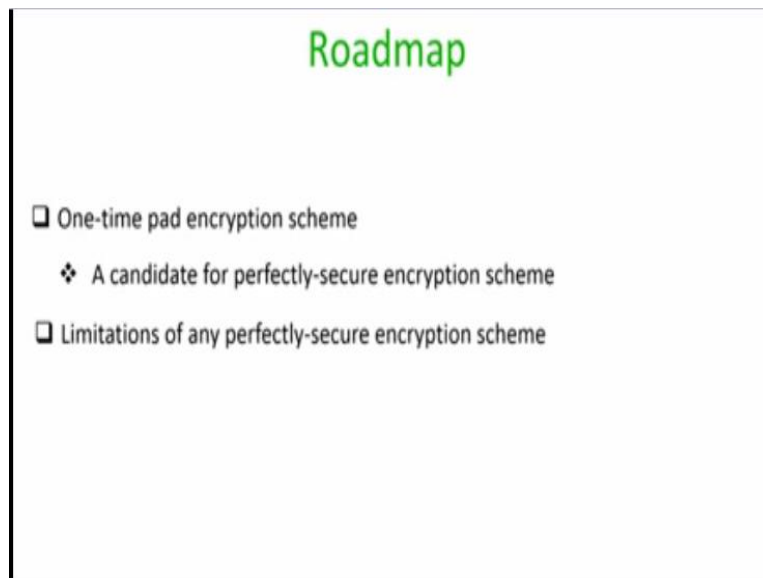 Roadmap
One-time pad encryption scheme
A candidate for perfectly-secure encryption scheme
Limitations of any perfectly-secure encryption scheme